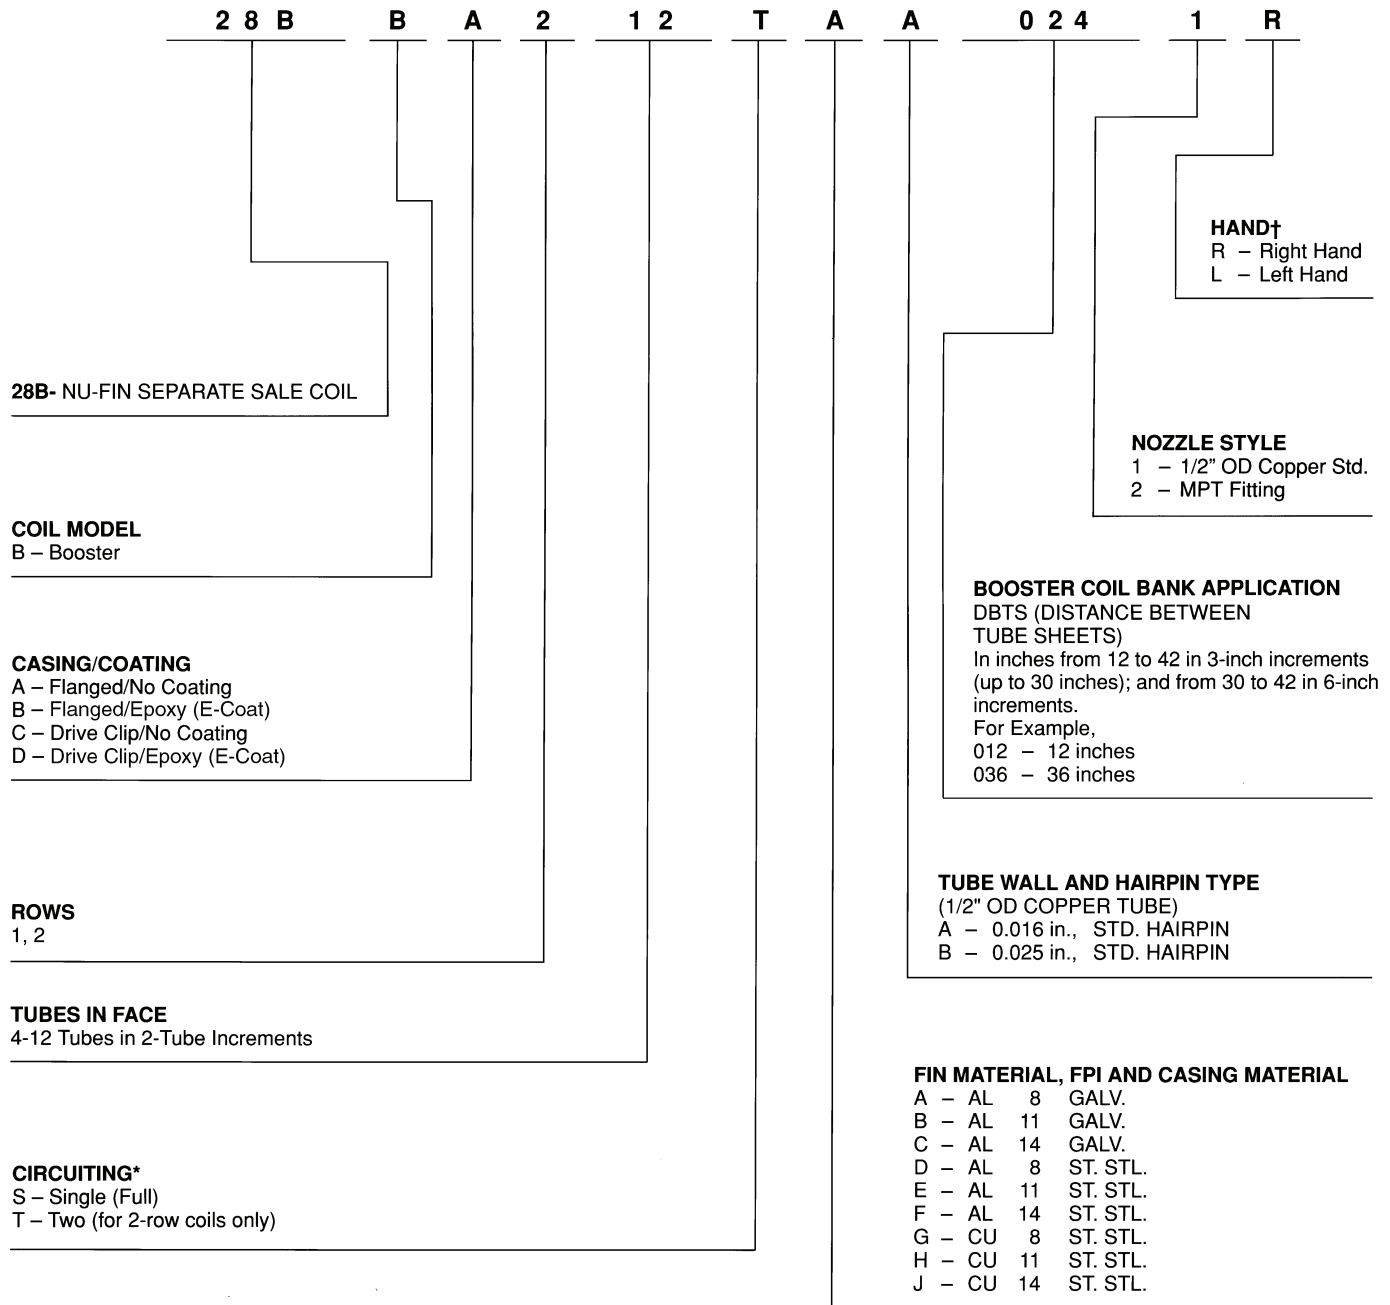 28B B A 2 12 T A A 024 1 R
HAND†
R – Right Hand
L – Left Hand
28B- NU-FIN SEPARATE SALE COIL
NOZZLE STYLE
1 – 1/2” OD Copper Std.
2 – MPT Fitting
COIL MODEL
B – Booster
BOOSTER COIL BANK APPLICATION
DBTS (DISTANCE BETWEEN
TUBE SHEETS)
In inches from 12 to 42 in 3-inch increments
(up to 30 inches); and from 30 to 42 in 6-inch
increments.
For Example,
012 – 12 inches
036 – 36 inches
CASING/COATING
A – Flanged/No Coating
B – Flanged/Epoxy (E-Coat)
C – Drive Clip/No Coating
D – Drive Clip/Epoxy (E-Coat)
TUBE WALL AND HAIRPIN TYPE
(1/2" OD COPPER TUBE)
A – 0.016 in., STD. HAIRPIN
B – 0.025 in., STD. HAIRPIN
ROWS
1, 2
TUBES IN FACE
4-12 Tubes in 2-Tube Increments
FIN MATERIAL, FPI AND CASING MATERIAL
A – AL 8 GALV.
B – AL 11 GALV.
C – AL 14 GALV.
D – AL 8 ST. STL.
E – AL 11 ST. STL.
F – AL 14 ST. STL.
G – CU 8 ST. STL.
H – CU 11 ST. STL.
J – CU 14 ST. STL.
CIRCUITING*
S – Single (Full)
T – Two (for 2-row coils only)